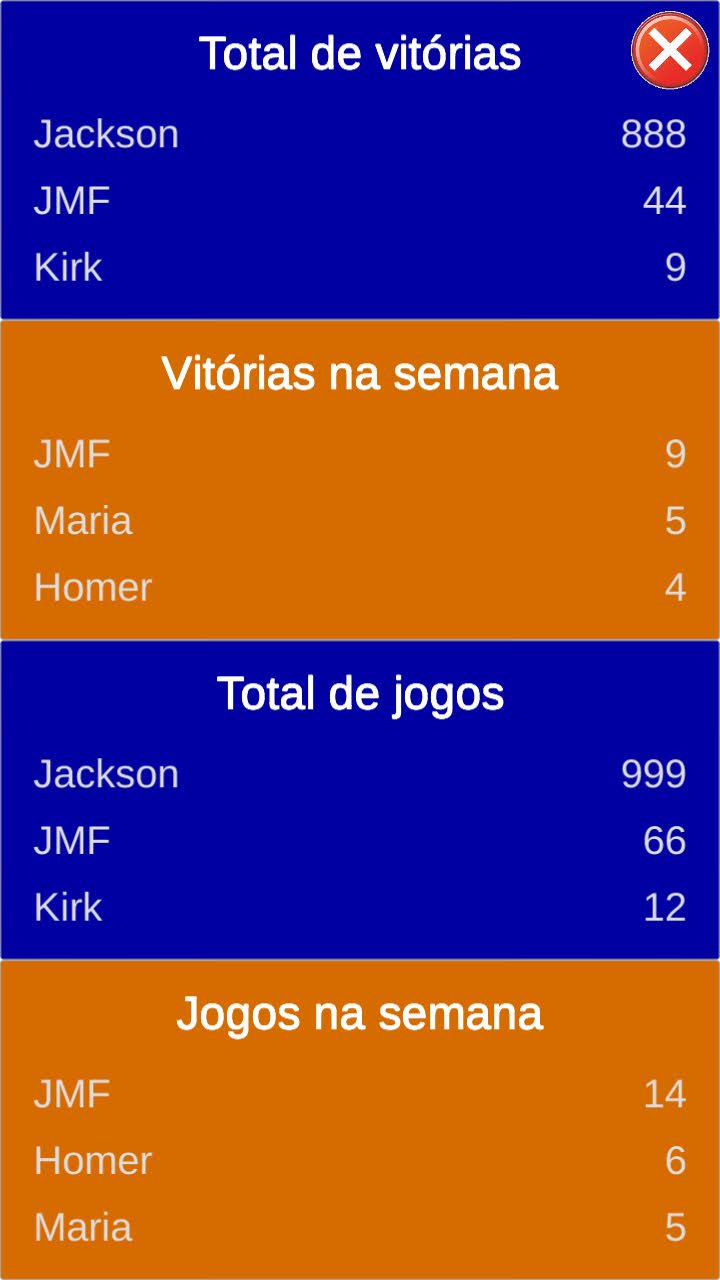 Total de vitórias
Jackson 888
JMF 44
Kirk 9
Vitórias na semana
JMF 9
Maria 5
Homer 4
Total de jogos
Jackson 999
JMF 66
Kirk 12
Jogos na semana
JMF 14
Homer 6
Maria 5